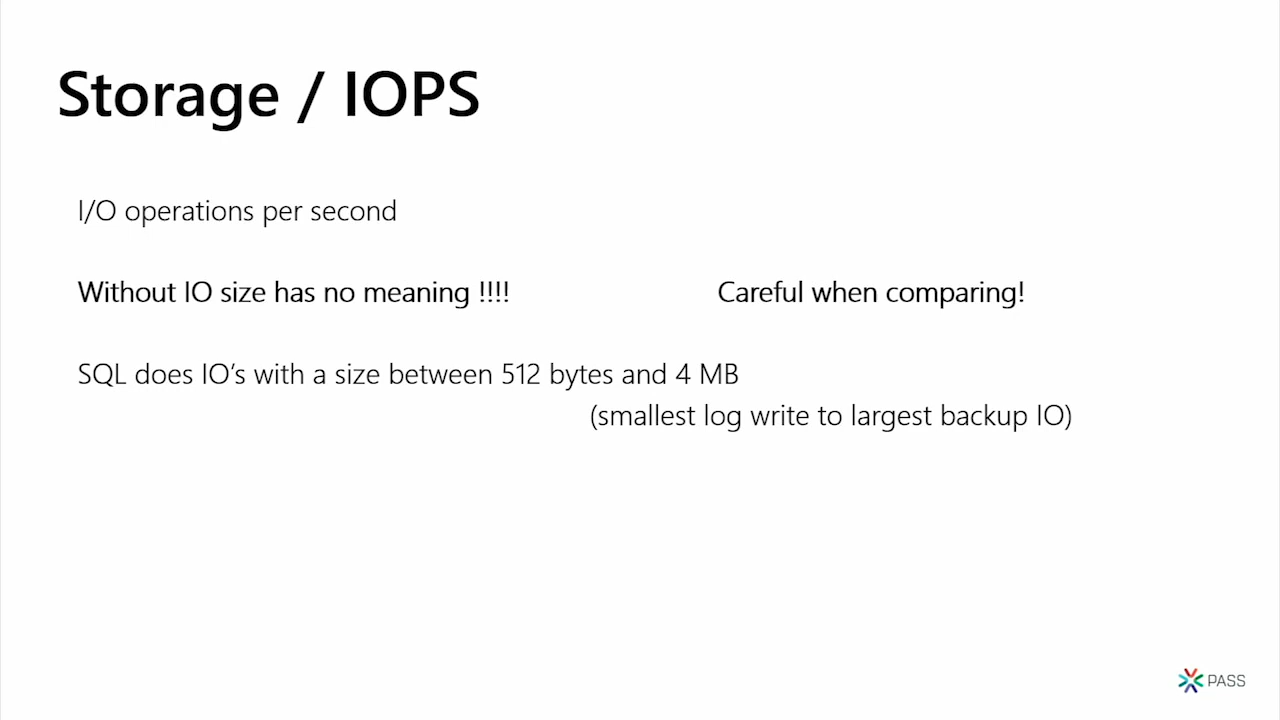 Storage / IOPS
I/O operations per second
Without IO size has no meaning !!!! Careful when comparing!
SQL does IO’s with a size between 512 bytes and 4 MB
(smallest log write to largest backup IO)
PASS